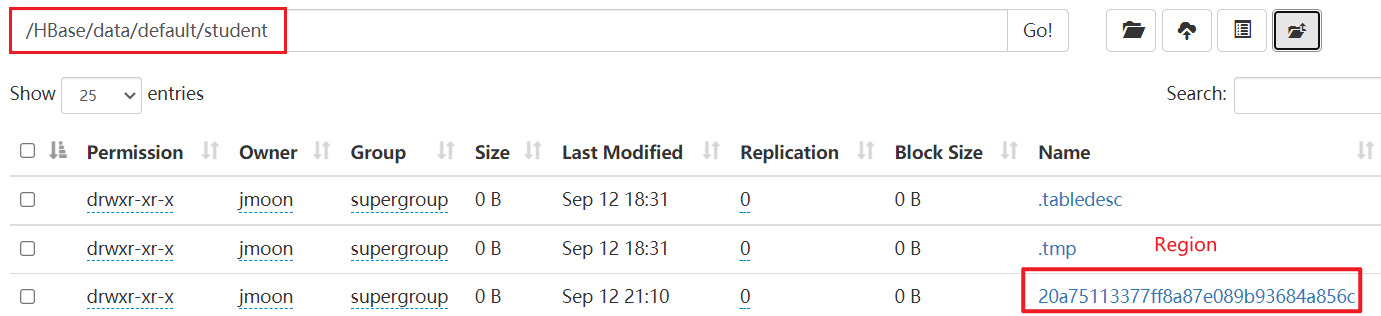 /HBase/data/default/student Go!
Show 25 entries Search:
Permission Owner Group Size Last Modified Replication Block Size Name
drwxr-xr-x jmoon supergroup 0 B Sep 12 18:31 0 0 B .tabledesc
drwxr-xr-x jmoon supergroup 0 B Sep 12 18:31 0 0 B .tmp Region
drwxr-xr-x jmoon supergroup 0 B Sep 12 21:10 0 0 B 20a75113377ff8a87e089b93684a856c